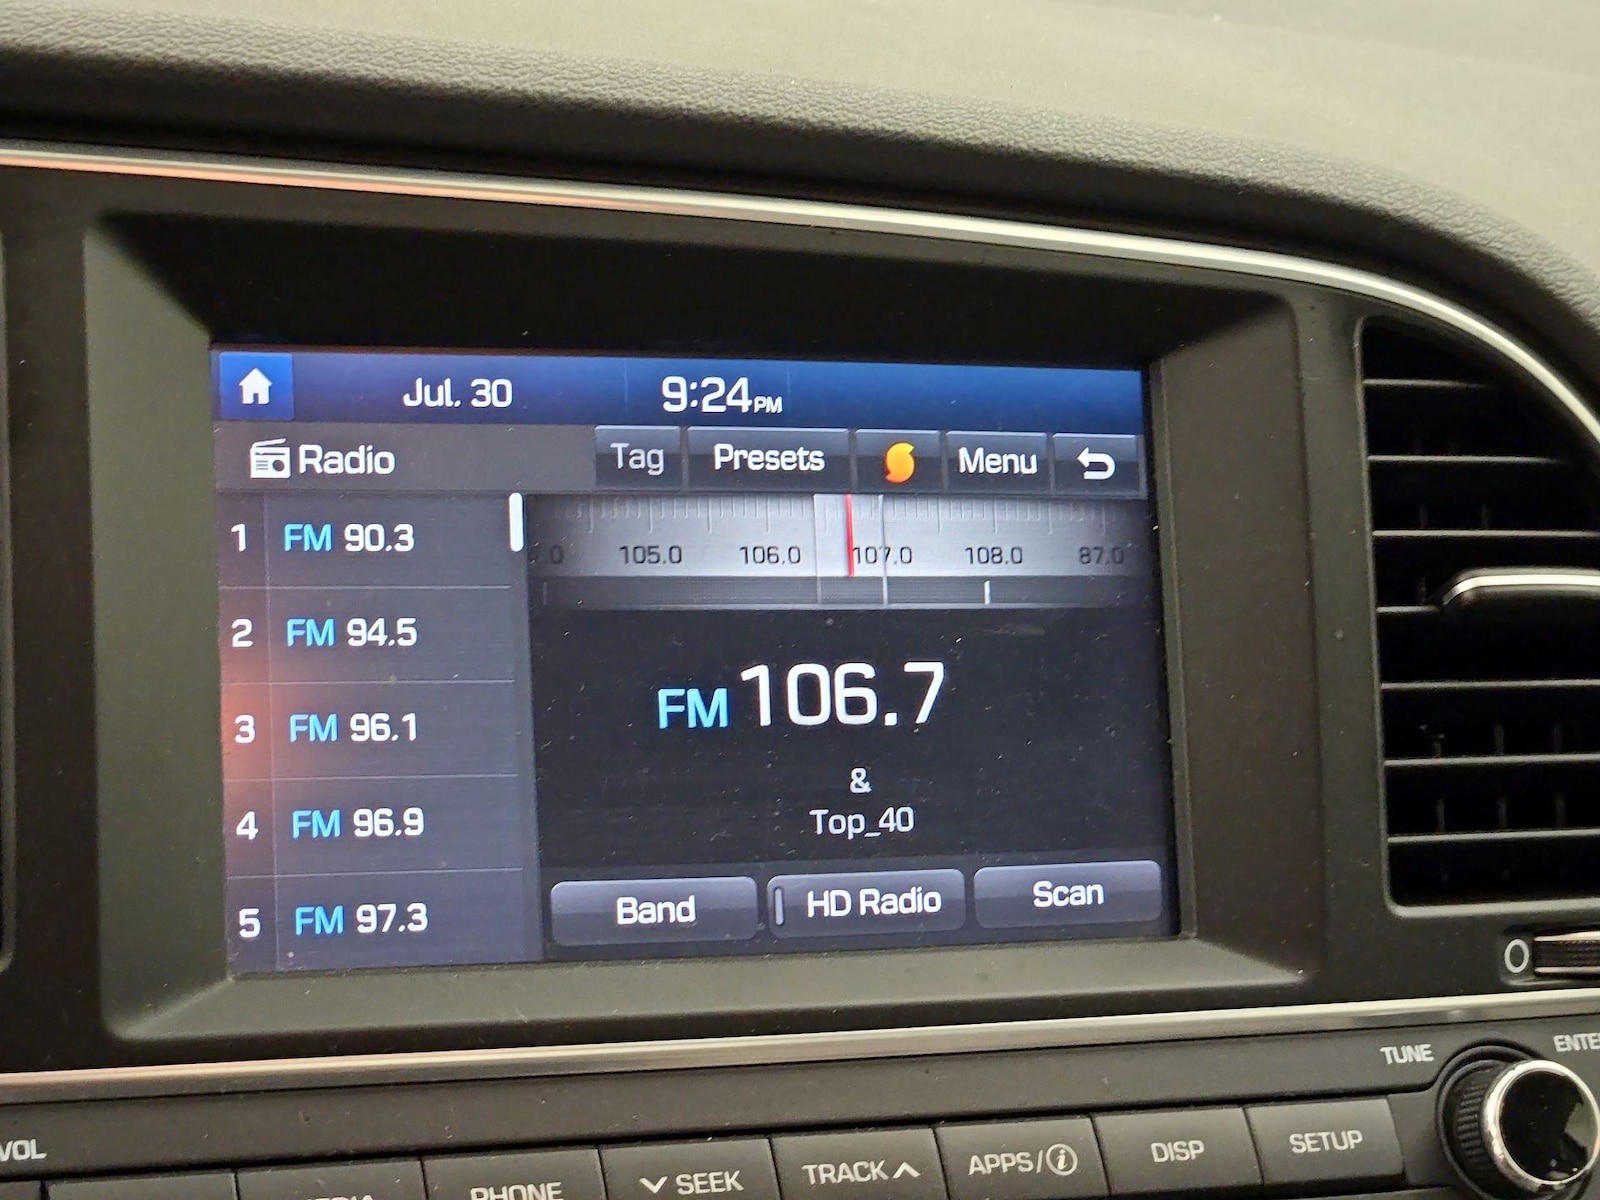 Jul. 30 9:24 PM
Radio Tag Presets Menu
1 FM 90.3
2 FM 94.5
3 FM 96.1
4 FM 96.9
5 FM 97.3
105.0 106.0 107.0 108.0 87.0
FM 106.7
&
Top_40
Band HD Radio Scan
TUNE
VOL
PHONE SEEK TRACK APPS/i DISP SETUP